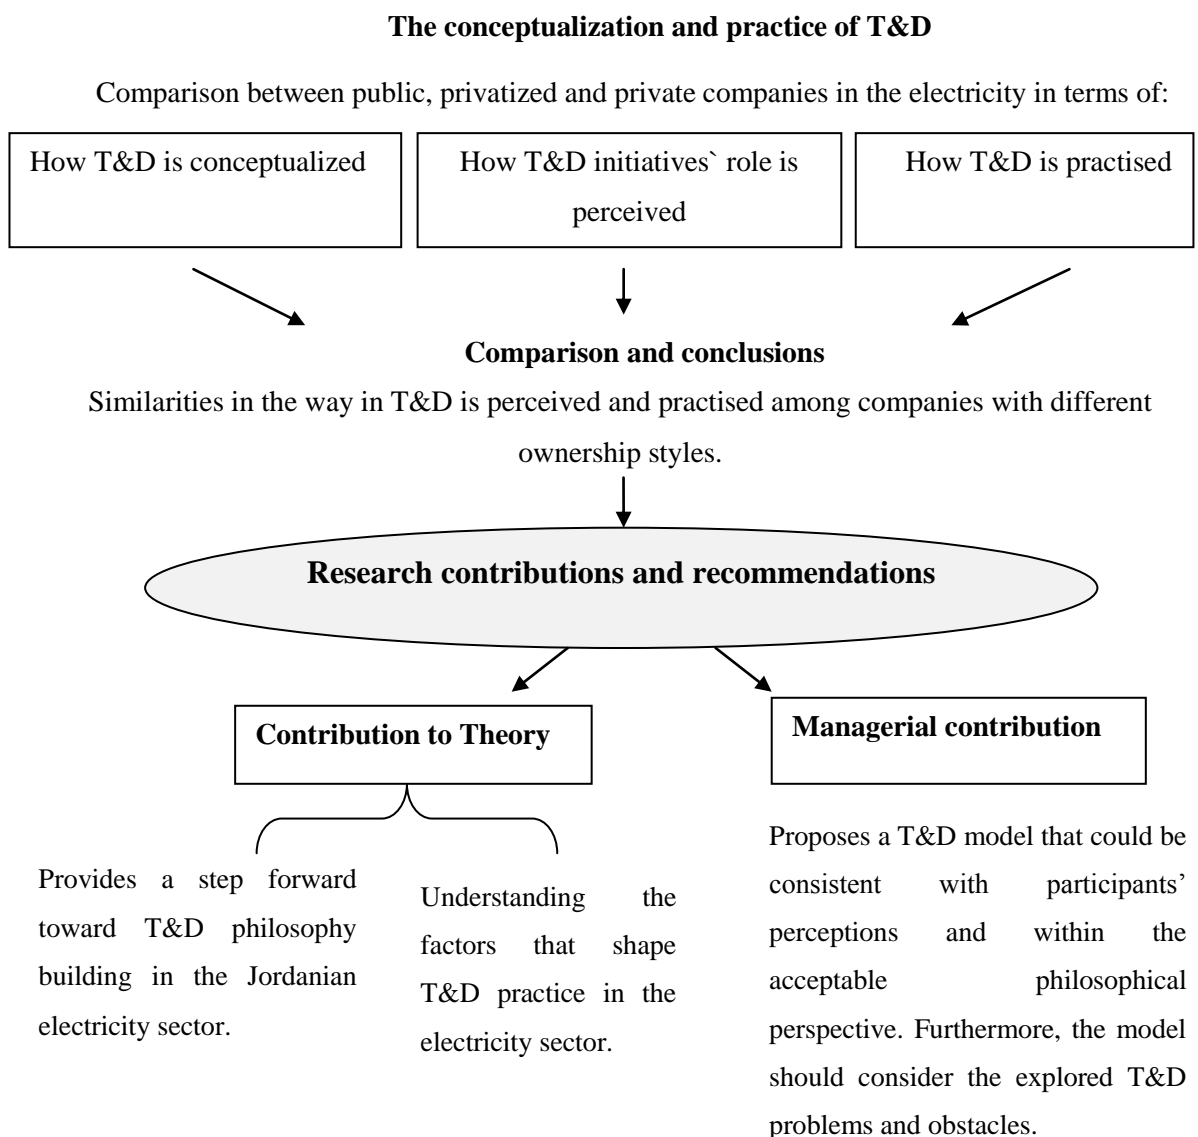 The conceptualization and practice of T&D
Comparison between public, privatized and private companies in the electricity in terms of:
How T&D is conceptualized
How T&D initiatives` role is
perceived
How T&D is practised
Comparison and conclusions
Similarities in the way in T&D is perceived and practised among companies with different
ownership styles.
Research contributions and recommendations
Contribution to Theory
Managerial contribution
Provides a step forward
toward T&D philosophy
building in the Jordanian
electricity sector.
Understanding the
factors that shape
T&D practice in the
electricity sector.
Proposes a T&D model that could be
consistent with participants’
perceptions and within the
acceptable philosophical
perspective. Furthermore, the model
should consider the explored T&D
problems and obstacles.